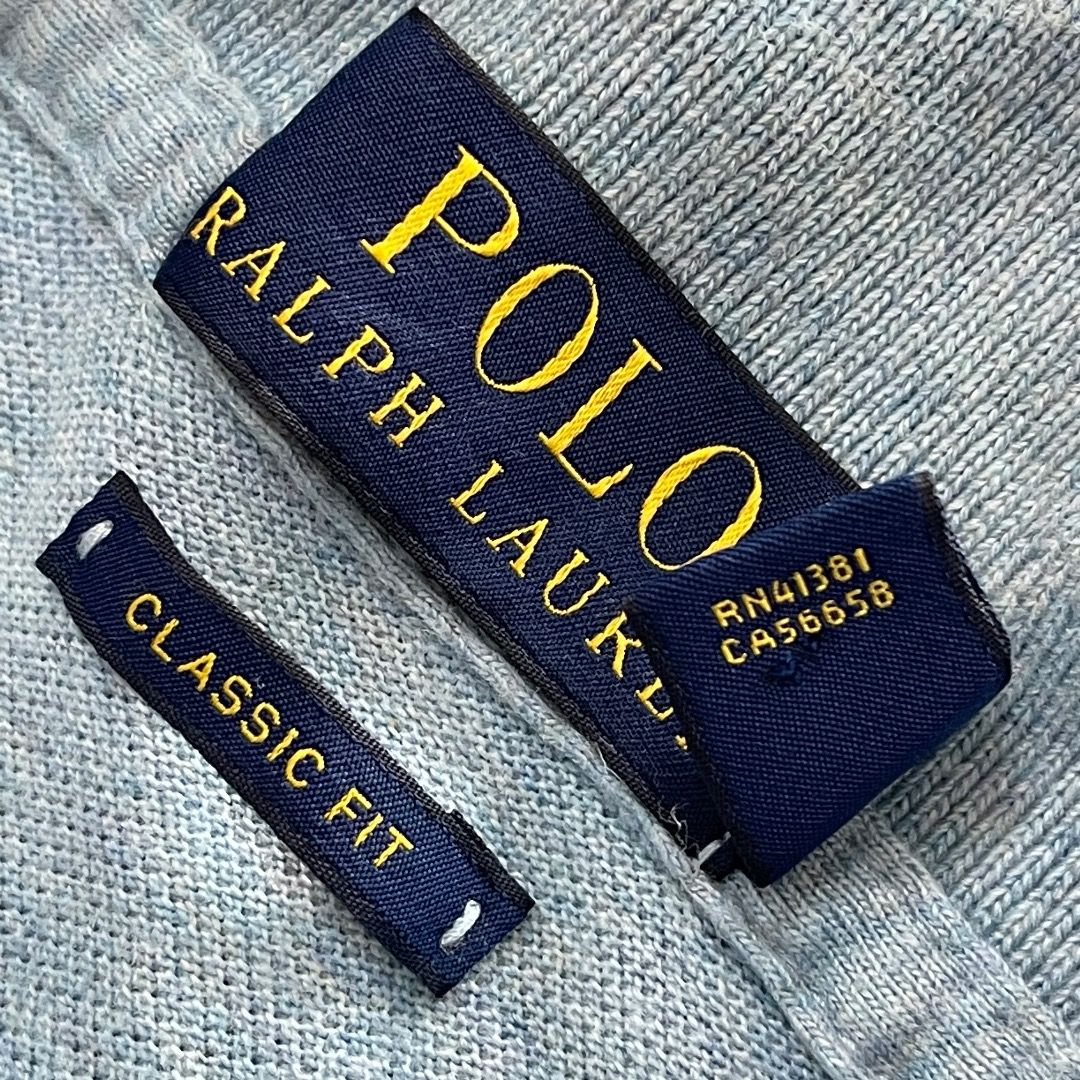 POLO
RALPH LAUREN
RN41381
CA56658
CLASSIC FIT